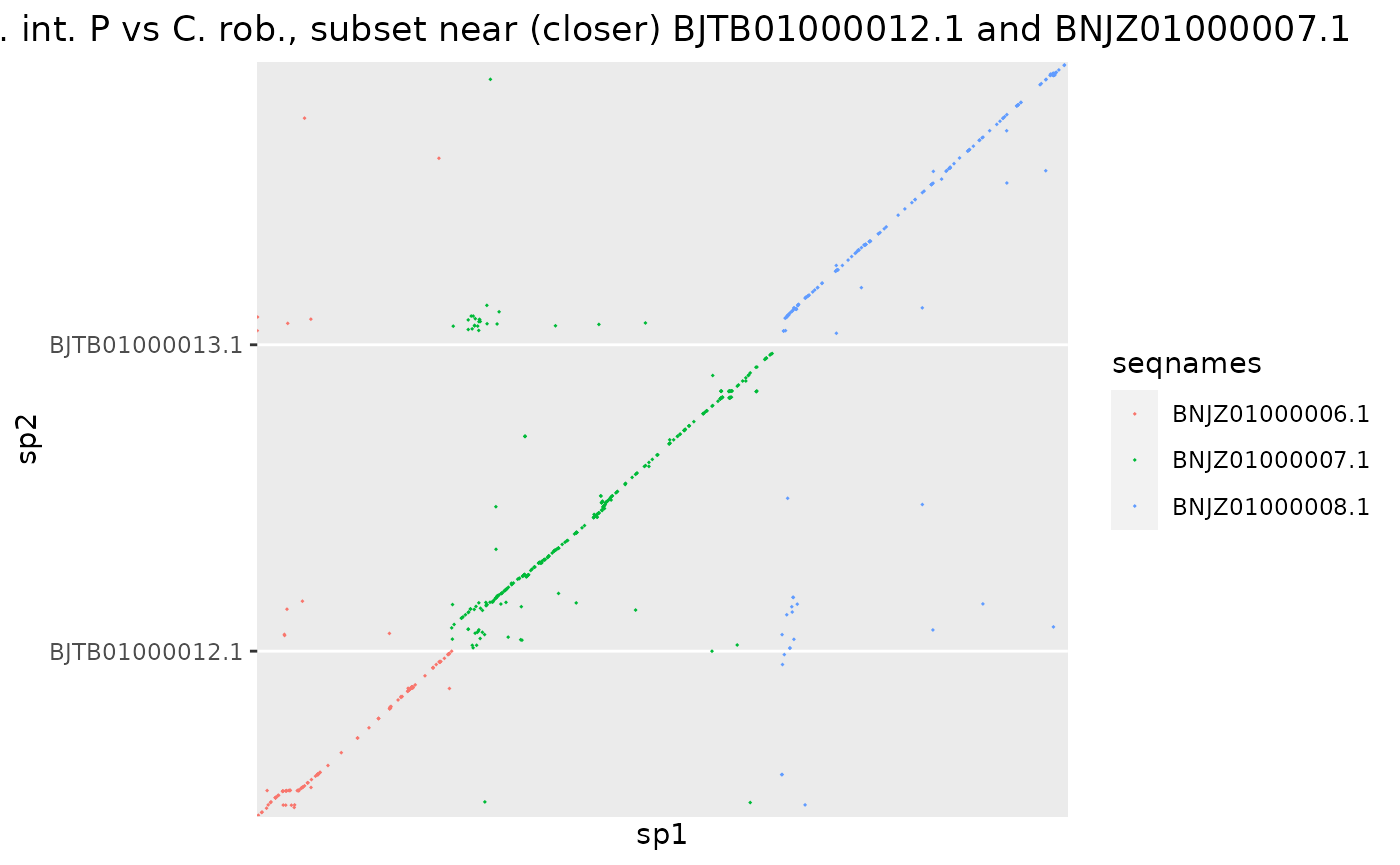 . int. P vs C. rob., subset near (closer) BJTB01000012.1 and BNJZ01000007.1
BJTB01000013.1
BJTB01000012.1
sp2
sp1
seqnames
BNJZ01000006.1
BNJZ01000007.1
BNJZ01000008.1